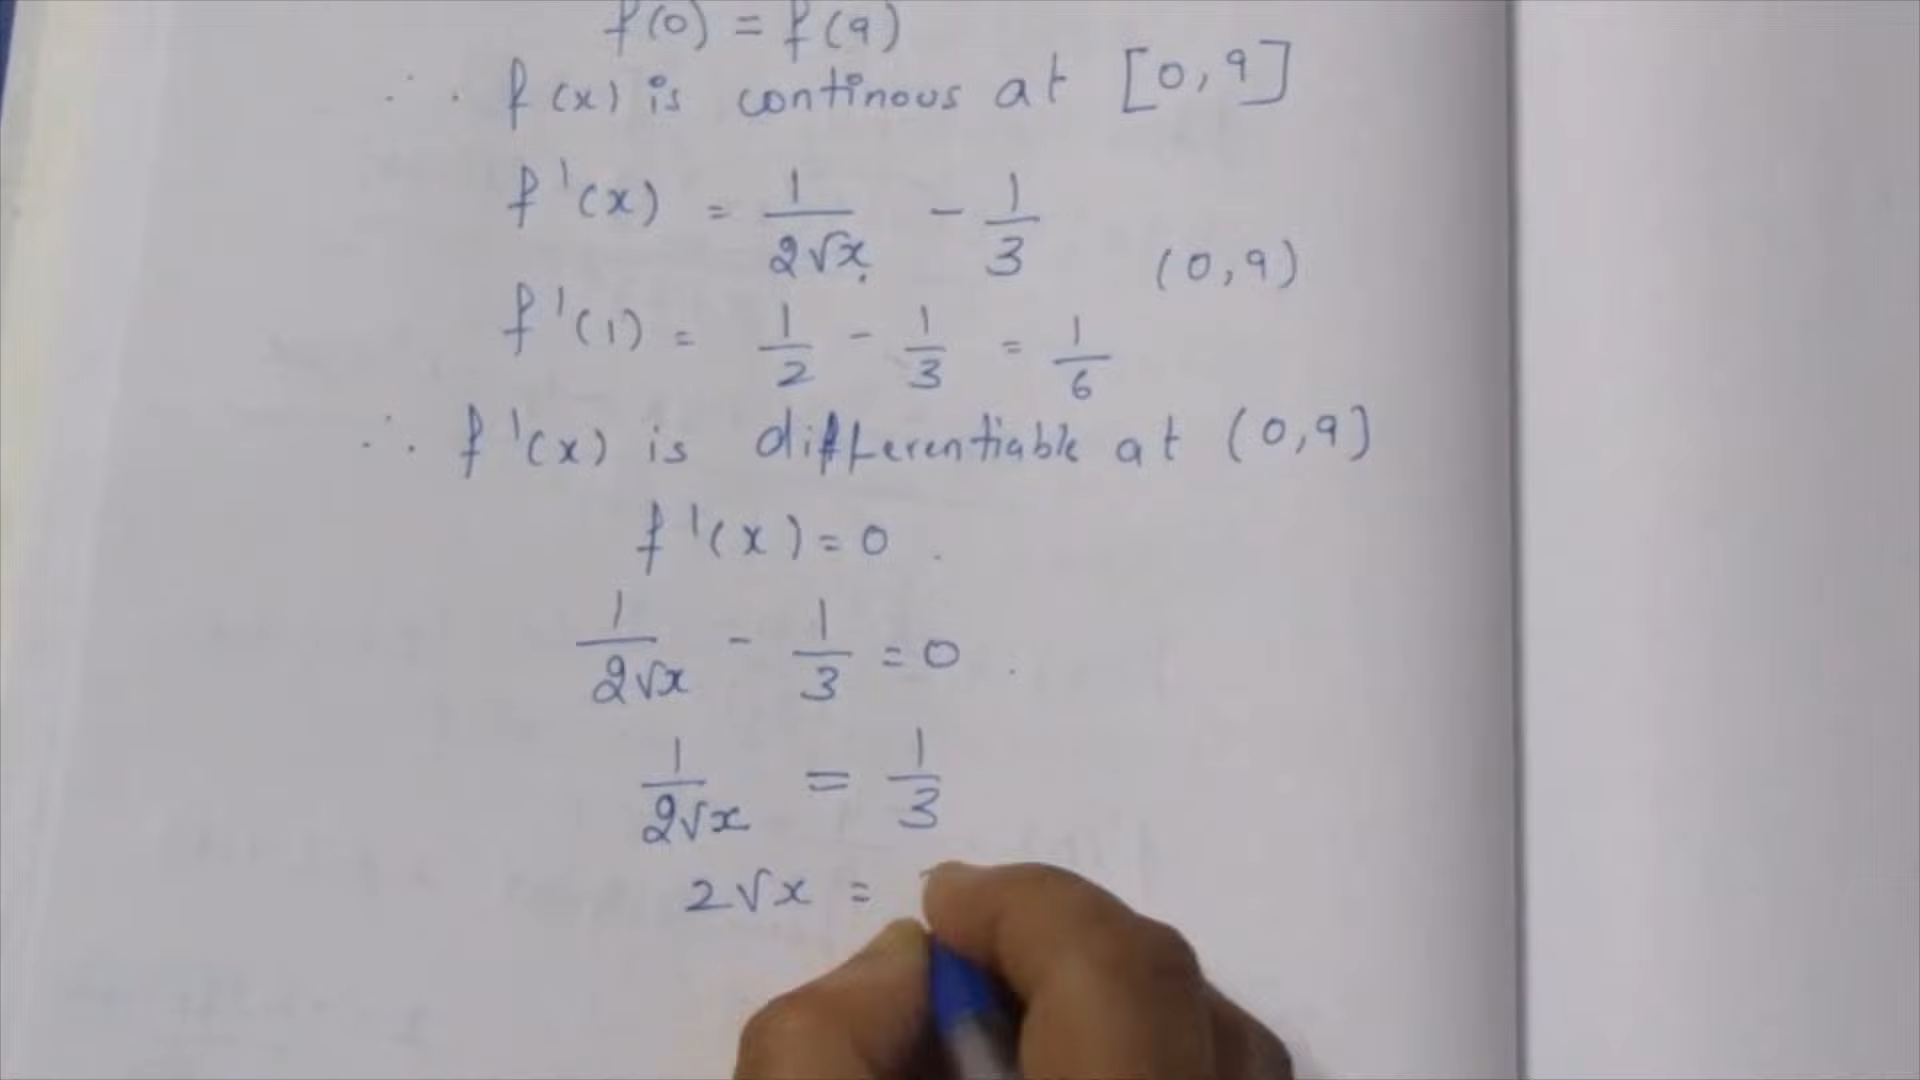 f(0) = f(9)
∴ f(x) is continous at [0,9]
f'(x) = 1/2√x - 1/3 (0,9)
f'(1) = 1/2 - 1/3 = 1/6
∴ f'(x) is differentiable at (0,9]
f'(x) = 0
1/2√x - 1/3 = 0
1/2√x = 1/3
2√x =